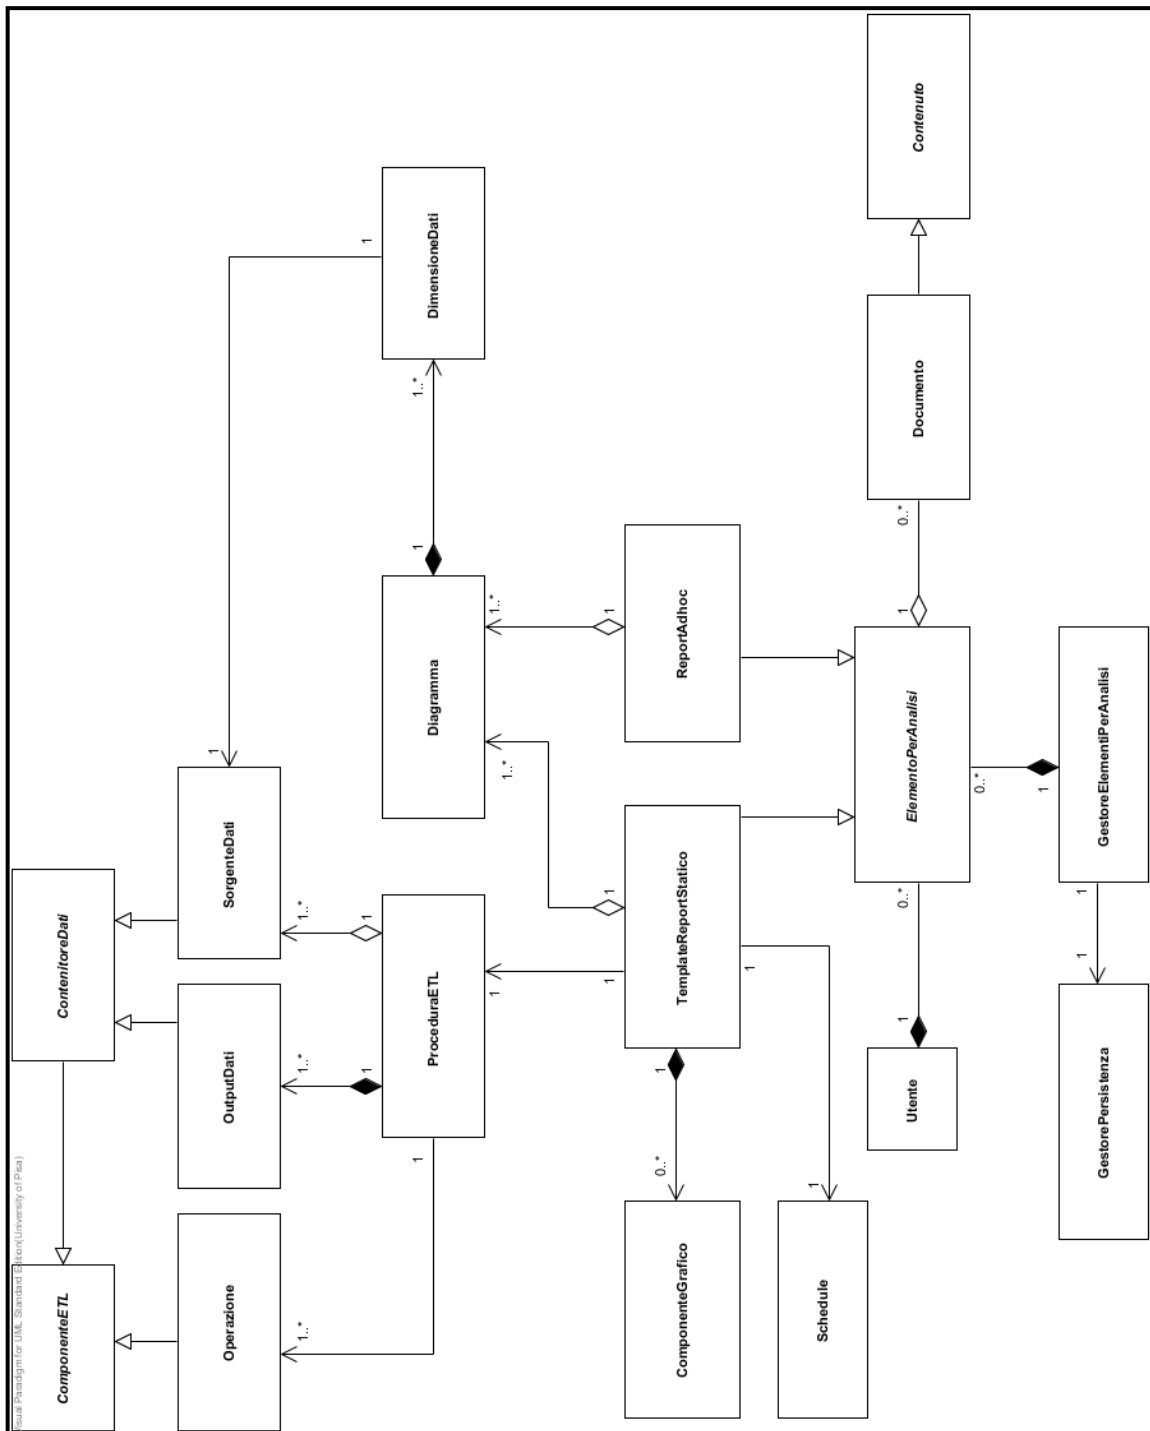 Visual Paradigm for UML Standard Edition(University of Pisa)
ComponenteETL
ContenitoreDati
1
Operazione
OutputDati
SorgenteDati
1..*
1..*
1..*
1
1
1
1
1
1..*
ProceduraETL
Diagramma
DimensioneDati
1
1..*
1..*
1
1
1
0..*
1
ComponenteGrafico
TemplateReportStatico
ReportAdhoc
1
1
Schedule
1
0..*
0..*
Utente
ElementoPerAnalisi
Documento
Contenuto
0..*
1
1
1
1
GestorePersistenza
GestoreElementiPerAnalisi